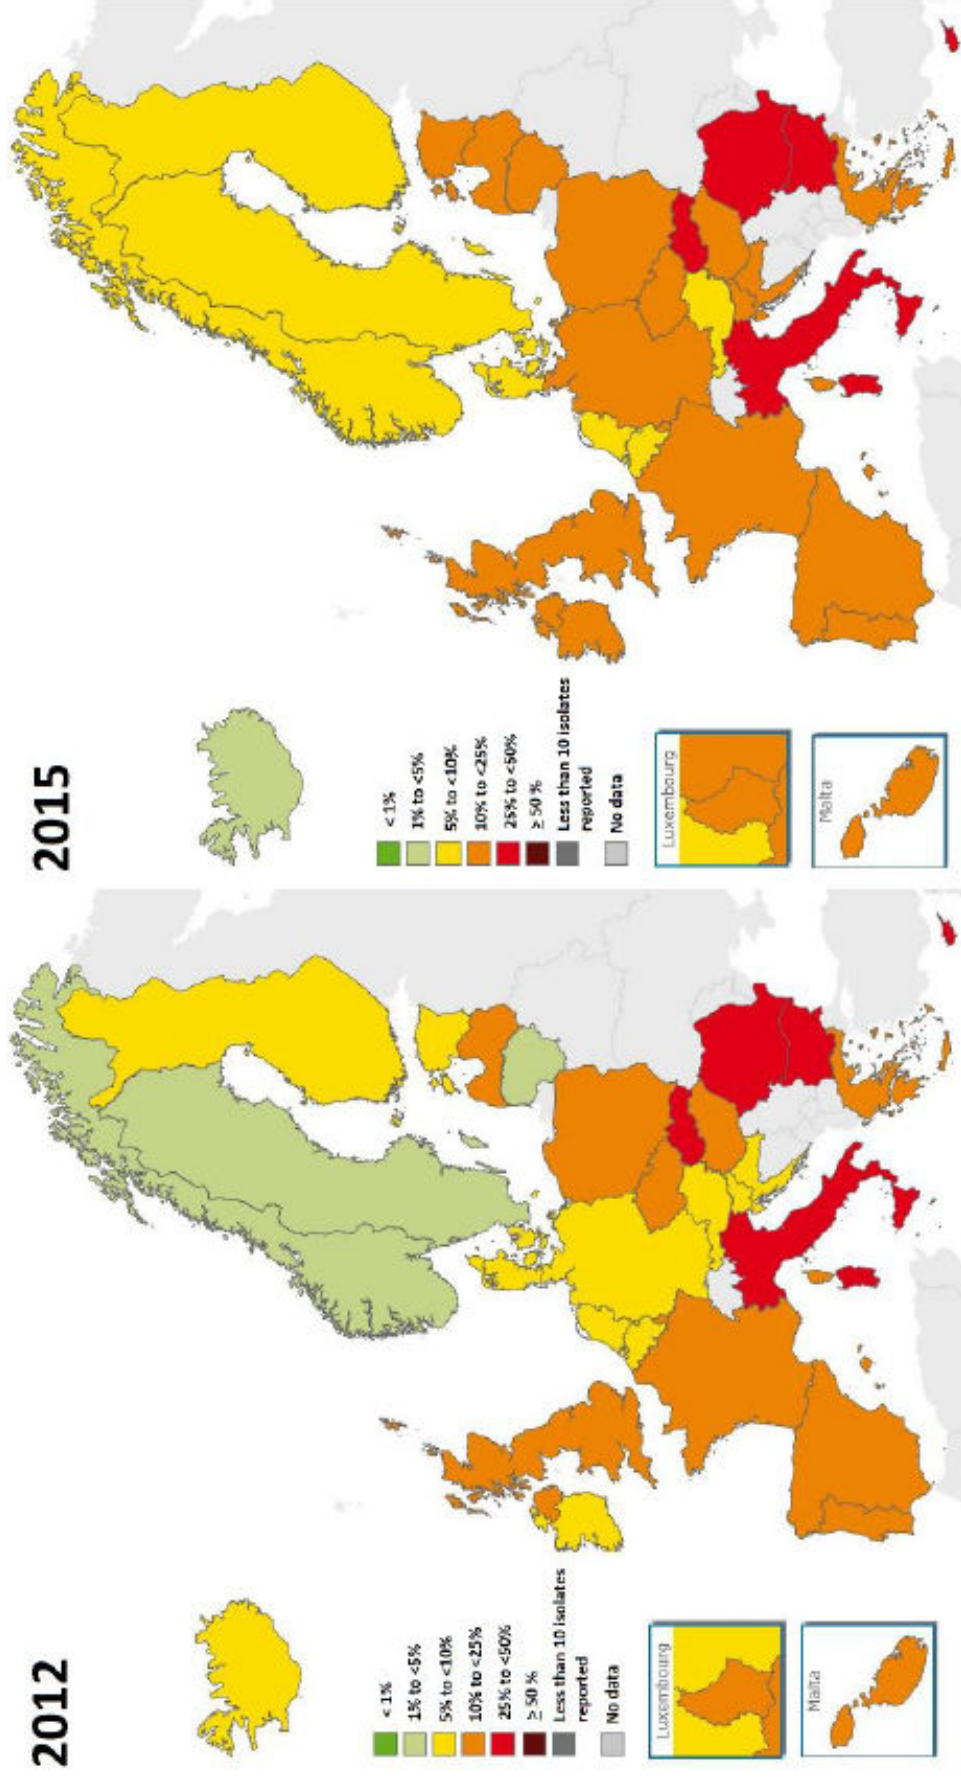 2012
< 1%
1% to <5%
5% to <10%
10% to <25%
25% to <50%
≥ 50 %
Less than 10 isolates
reported
No data
Luxembourg
Malta
2015
< 1%
1% to <5%
5% to <10%
10% to <25%
25% to <50%
≥ 50 %
Less than 10 isolates
reported
No data
Luxembourg
Malta